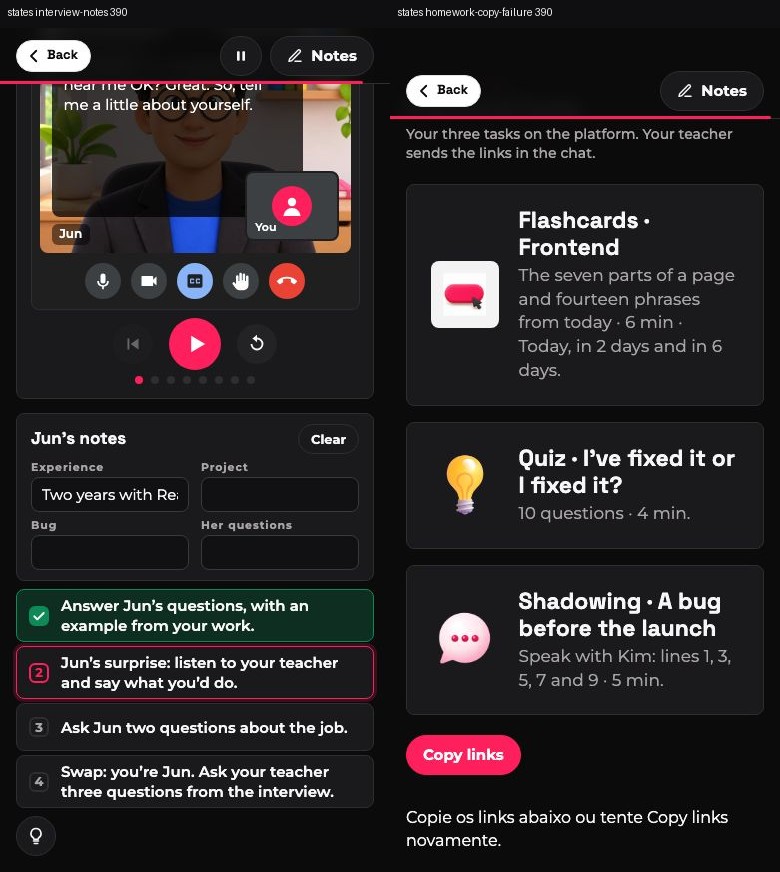 states interview-notes 390
Back
Notes
hear me OK? Great. So, tell
me a little about yourself.
Jun
You
CC
Jun's notes
Clear
Experience
Project
Two years with Rea
Bug
Her questions
Answer Jun's questions, with an
example from your work.
2
Jun's surprise: listen to your teacher
and say what you'd do.
3
Ask Jun two questions about the job.
4
Swap: you're Jun. Ask your teacher
three questions from the interview.
states homework-copy-failure 390
Back
Notes
Your three tasks on the platform. Your teacher
sends the links in the chat.
Flashcards ·
Frontend
The seven parts of a page
and fourteen phrases
from today · 6 min ·
Today, in 2 days and in 6
days.
Quiz · I've fixed it or
I fixed it?
10 questions · 4 min.
Shadowing · A bug
before the launch
Speak with Kim: lines 1, 3,
5, 7 and 9 · 5 min.
Copy links
Copie os links abaixo ou tente Copy links
novamente.